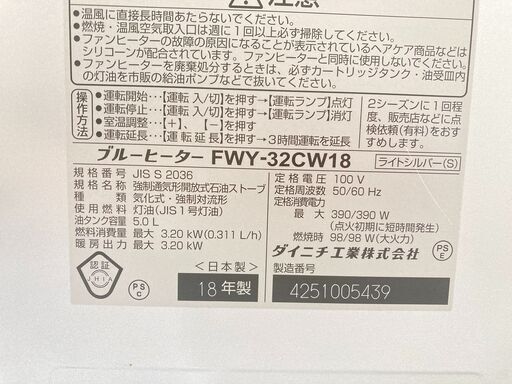 注意
●温風に直接長時間あたらないでください。
●燃焼・温風空気取入口は週に1回以上必ず掃除してください。
●ファンヒーターの故障の原因になることが表示されているヘアケア商品などは
シリコーンが配合されています。ファンヒーターと同時に使用しないでください。
●ファンヒーターを廃棄処分するときは、必ずカートリッジタンク・油受皿内
の灯油を市販の給油ポンプなどで抜いてください。
操作方法
●運転開始…【運転 入/切】を押す→【運転ランプ】点灯
●運転停止…【運転 入/切】を押す→【運転ランプ】消灯
●室温調整…【+】、【-】を押す
●運転延長…【運転延長】を押す→3時間運転を延長
2シーズンに1回程
度、販売店などに点
検依頼(有料)をおす
すめします。
ブルーヒーター FWY-32CW18
ライトシルバー(S)
規格番号 JIS S 2036
種類 強制通気形開放式石油ストーブ
気化式・強制対流形
使用燃料 灯油(JIS1号灯油)
油タンク容量 5.0 L
燃料消費量 最大 3.20 kW(0.311 L/h)
暖房出力 最大 3.20 kW
定格電圧 100 V
定格周波数 50/60 Hz
定格消費電力
最大 390/390 W
(点火初期に短時間発生)
燃焼時 98/98 W(大火力)
ダイニチ工業株式会社
認証
JHIA
PS
C
<日本製>
18年製
製造番号
4251005439
PS
E